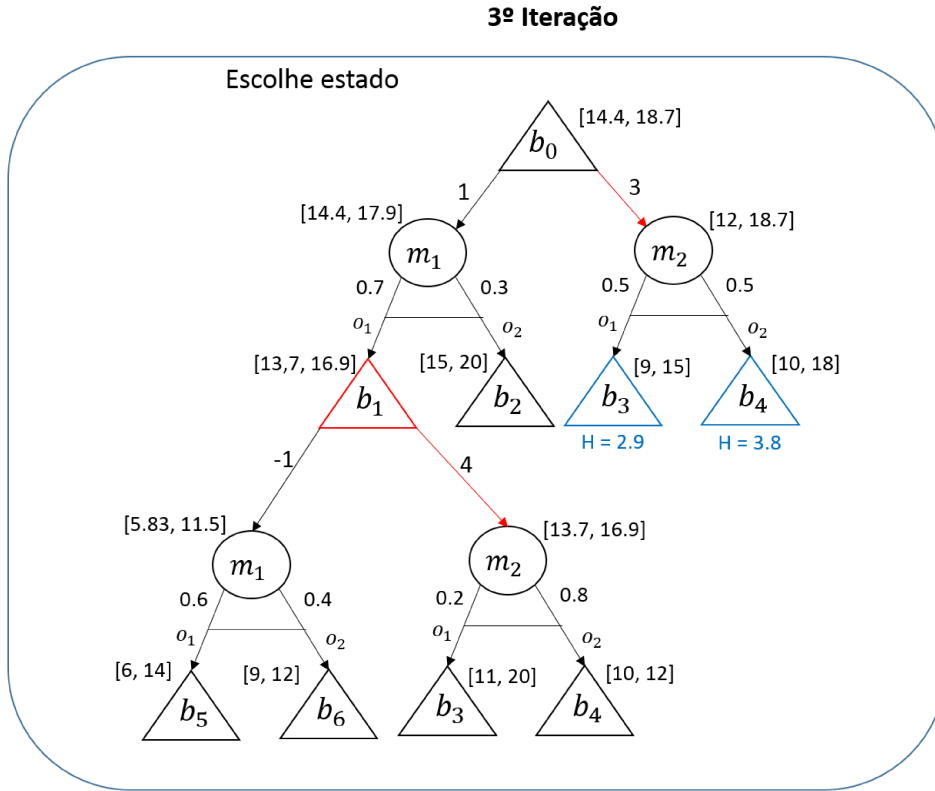 3º Iteração
Escolhe estado
[14.4, 18.7]
b₀
1
3
[14.4, 17.9]
[12, 18.7]
m₁
m₂
0.7
0.3
0.5
0.5
o₁
o₂
o₁
o₂
[13,7, 16.9]
[15, 20]
[9, 15]
[10, 18]
b₁
b₂
b₃
b₄
H = 2.9
H = 3.8
-1
4
[5.83, 11.5]
[13.7, 16.9]
m₁
m₂
0.6
0.4
0.2
0.8
o₁
o₂
o₁
o₂
[6, 14]
[9, 12]
[11, 20]
[10, 12]
b₅
b₆
b₃
b₄